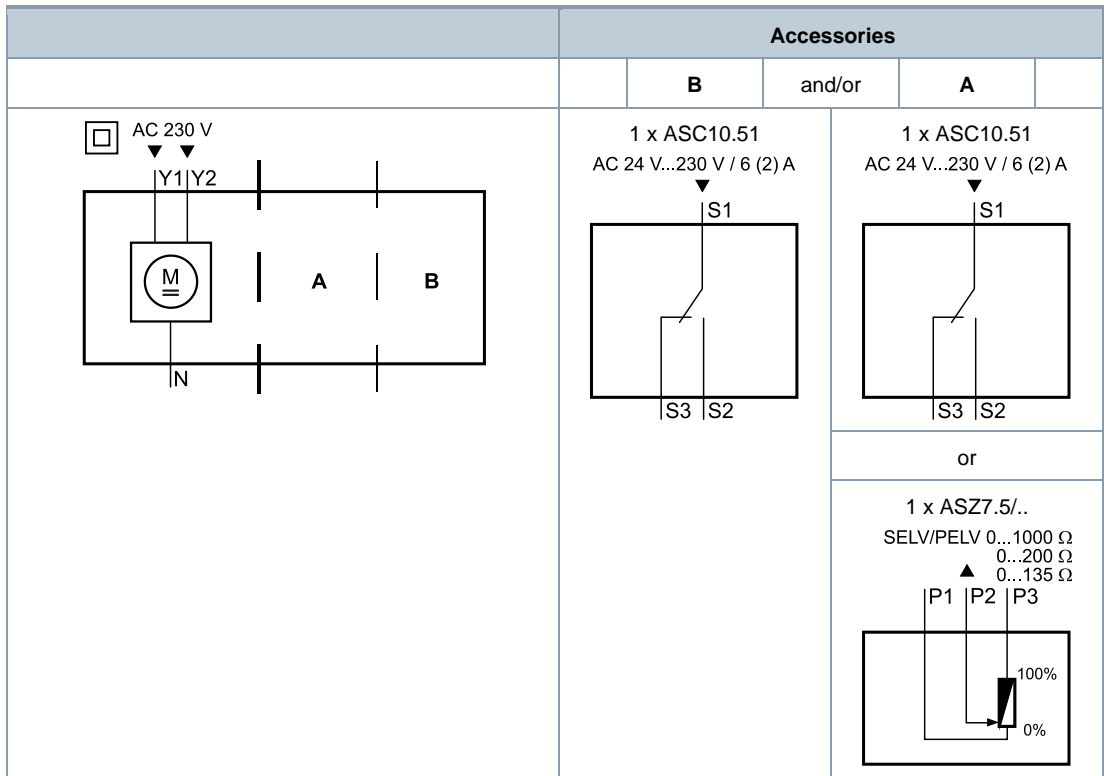 Accessories
B and/or A
AC 230 V
Y1 Y2
M
A B
N
1 x ASC10.51
AC 24 V...230 V / 6 (2) A
S1
S3 S2
1 x ASC10.51
AC 24 V...230 V / 6 (2) A
S1
S3 S2
or
1 x ASZ7.5/..
SELV/PELV 0...1000 Ω
0...200 Ω
0...135 Ω
P1 P2 P3
100%
0%